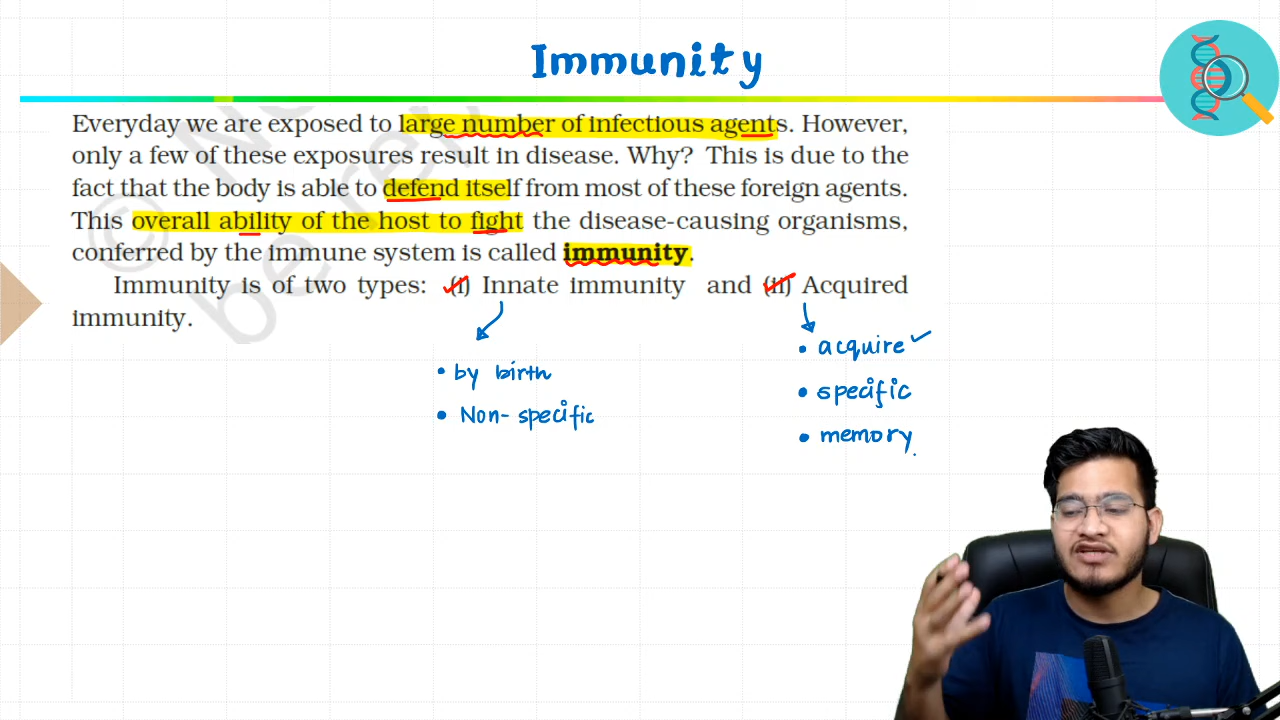 Immunity
Everyday we are exposed to large number of infectious agents. However,
only a few of these exposures result in disease. Why? This is due to the
fact that the body is able to defend itself from most of these foreign agents.
This overall ability of the host to fight the disease-causing organisms,
conferred by the immune system is called immunity.
Immunity is of two types: (i) Innate immunity and (ii) Acquired
immunity.
• by birth
• Non-specific
• acquire
• specific
• memory